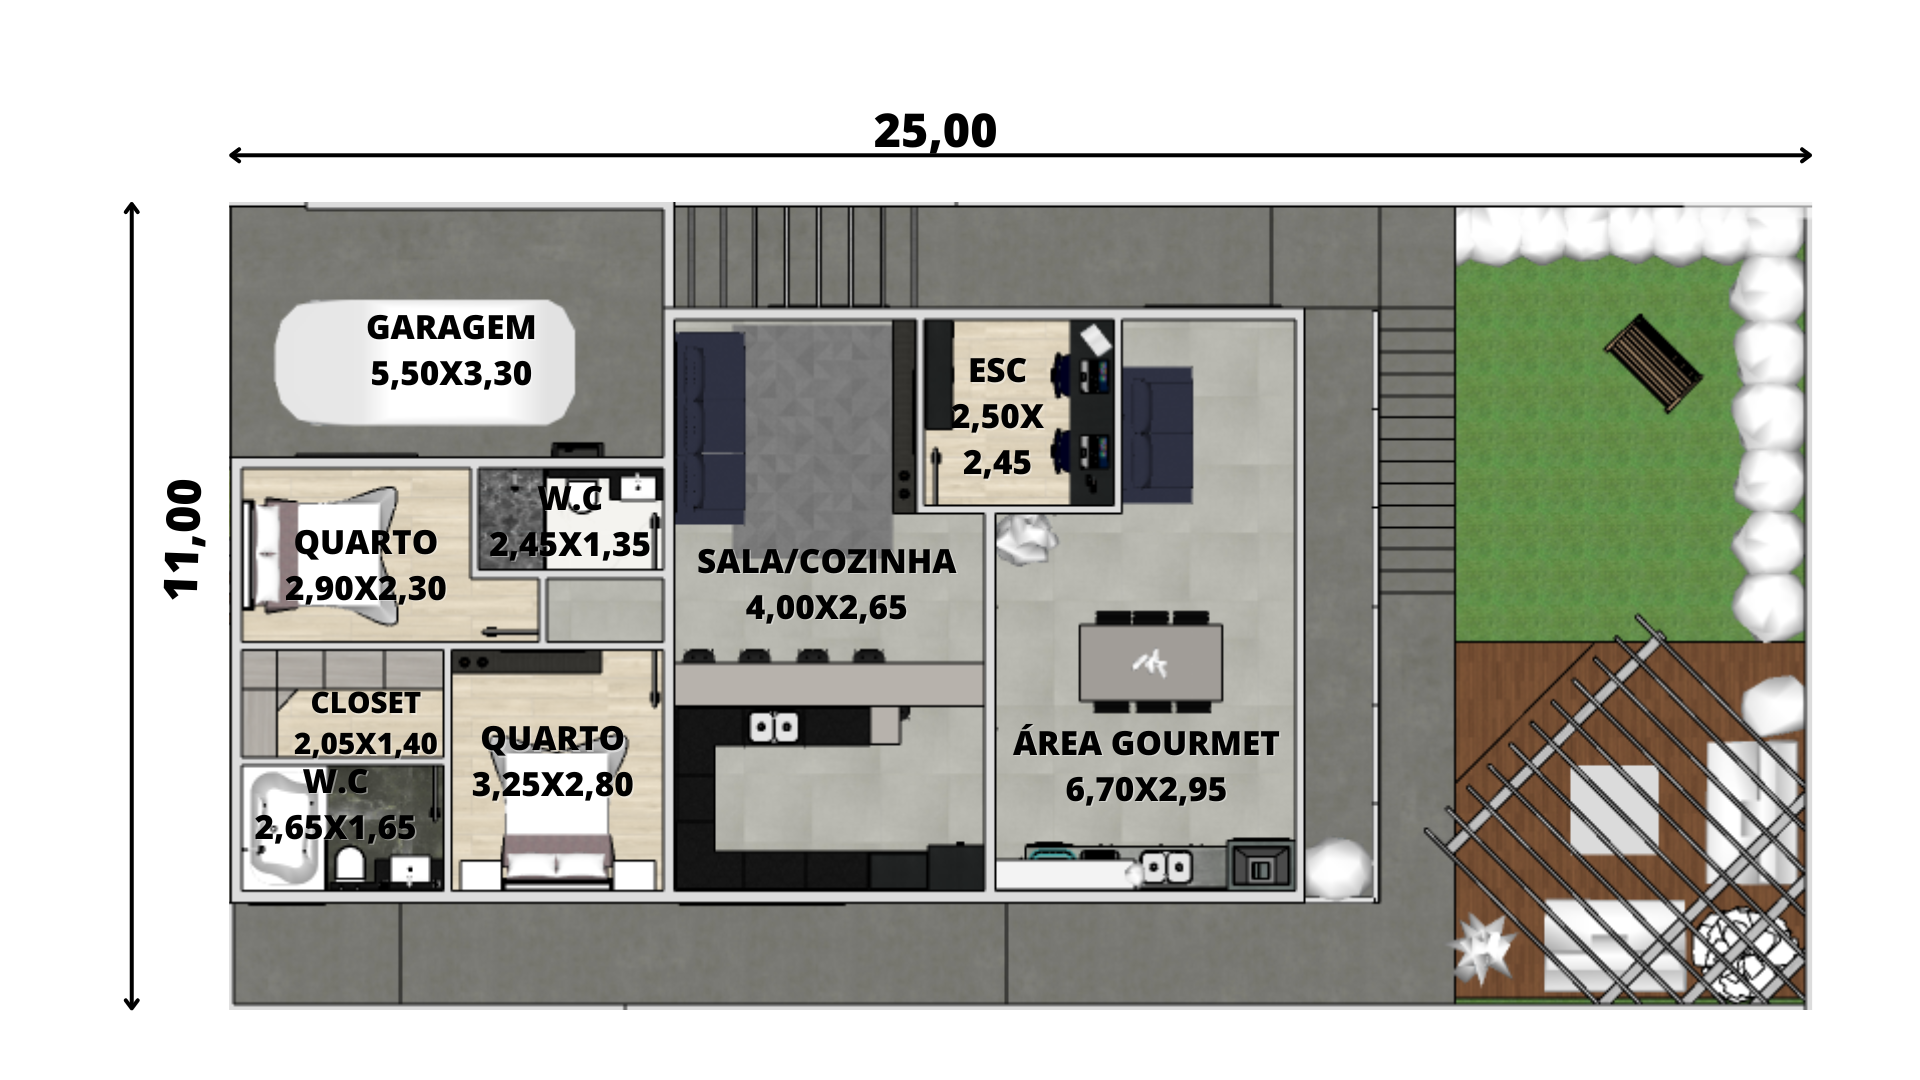 25,00
11,00
GARAGEM
5,50X3,30
ESC
2,50X
2,45
W.C
2,45X1,35
QUARTO
2,90X2,30
SALA/COZINHA
4,00X2,65
CLOSET
2,05X1,40
QUARTO
3,25X2,80
ÁREA GOURMET
6,70X2,95
W.C
2,65X1,65